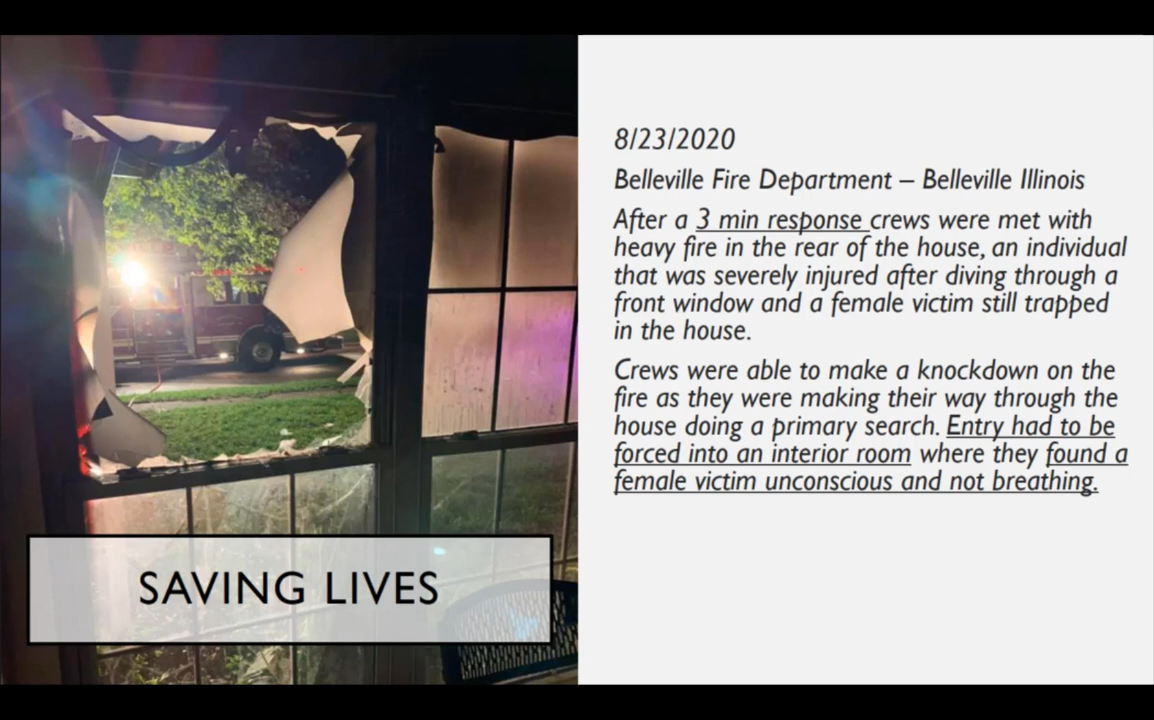 SAVING LIVES
8/23/2020
Belleville Fire Department – Belleville Illinois
After a 3 min response crews were met with
heavy fire in the rear of the house, an individual
that was severely injured after diving through a
front window and a female victim still trapped
in the house.
Crews were able to make a knockdown on the
fire as they were making their way through the
house doing a primary search. Entry had to be
forced into an interior room where they found a
female victim unconscious and not breathing.